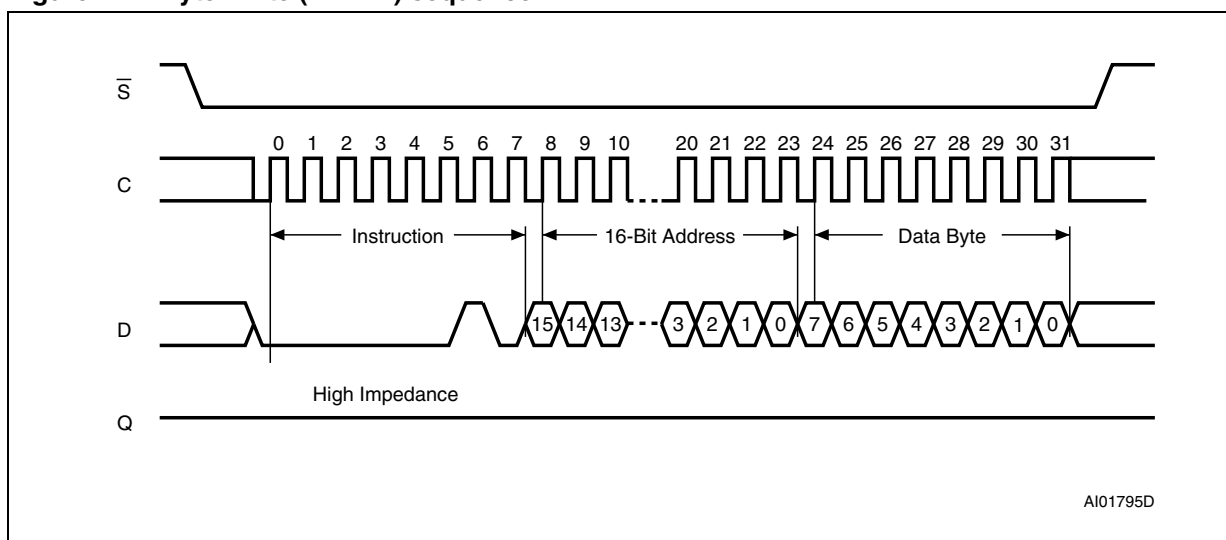 S
0 1 2 3 4 5 6 7 8 9 10 20 21 22 23 24 25 26 27 28 29 30 31
C
Instruction 16-Bit Address Data Byte
D 15 14 13 3 2 1 0 7 6 5 4 3 2 1 0
High Impedance
Q
AI01795D